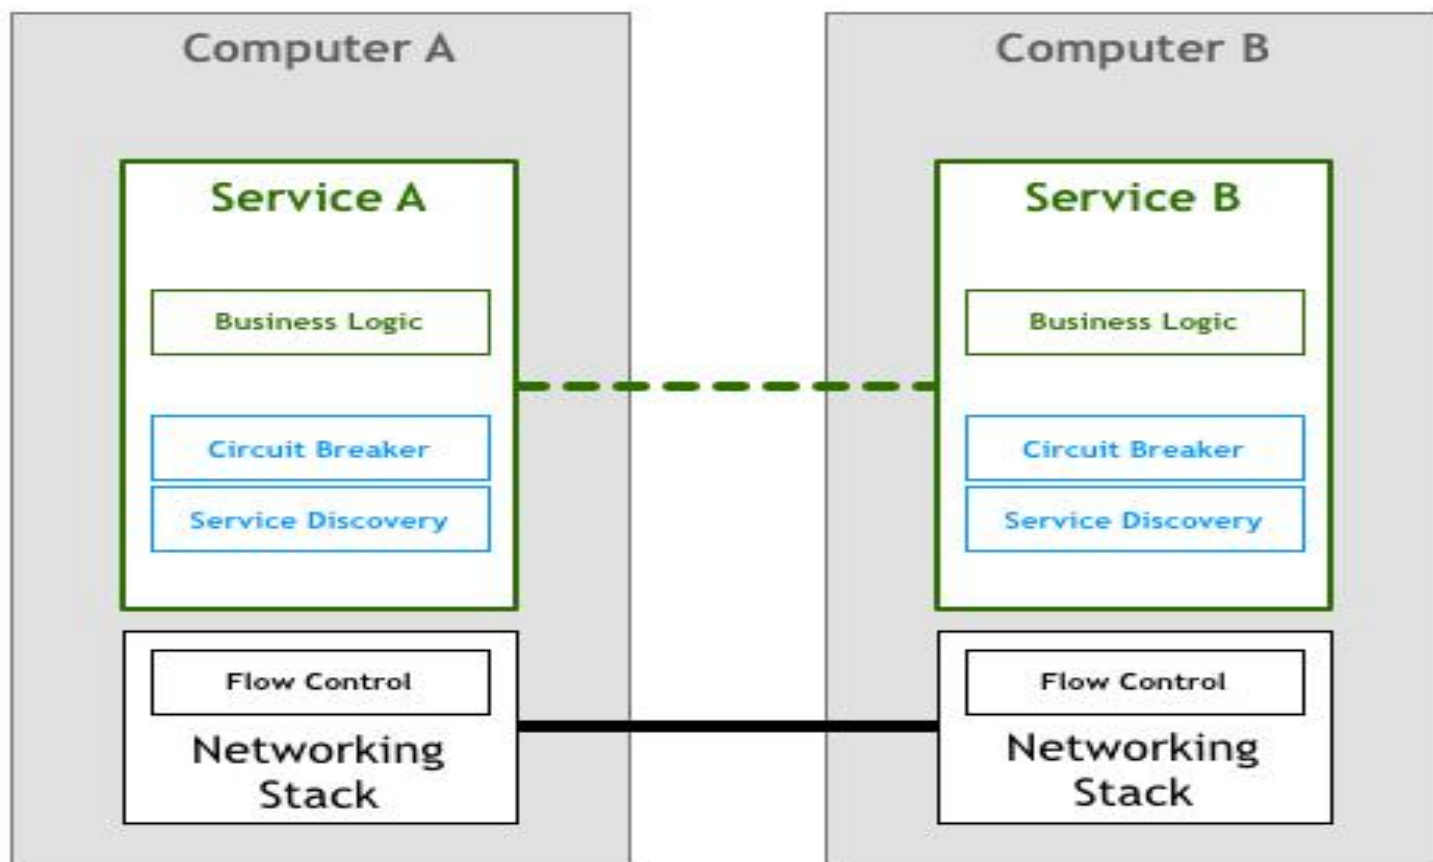 Computer A
Service A
Business Logic
Circuit Breaker
Service Discovery
Flow Control
Networking
Stack
Computer B
Service B
Business Logic
Circuit Breaker
Service Discovery
Flow Control
Networking
Stack